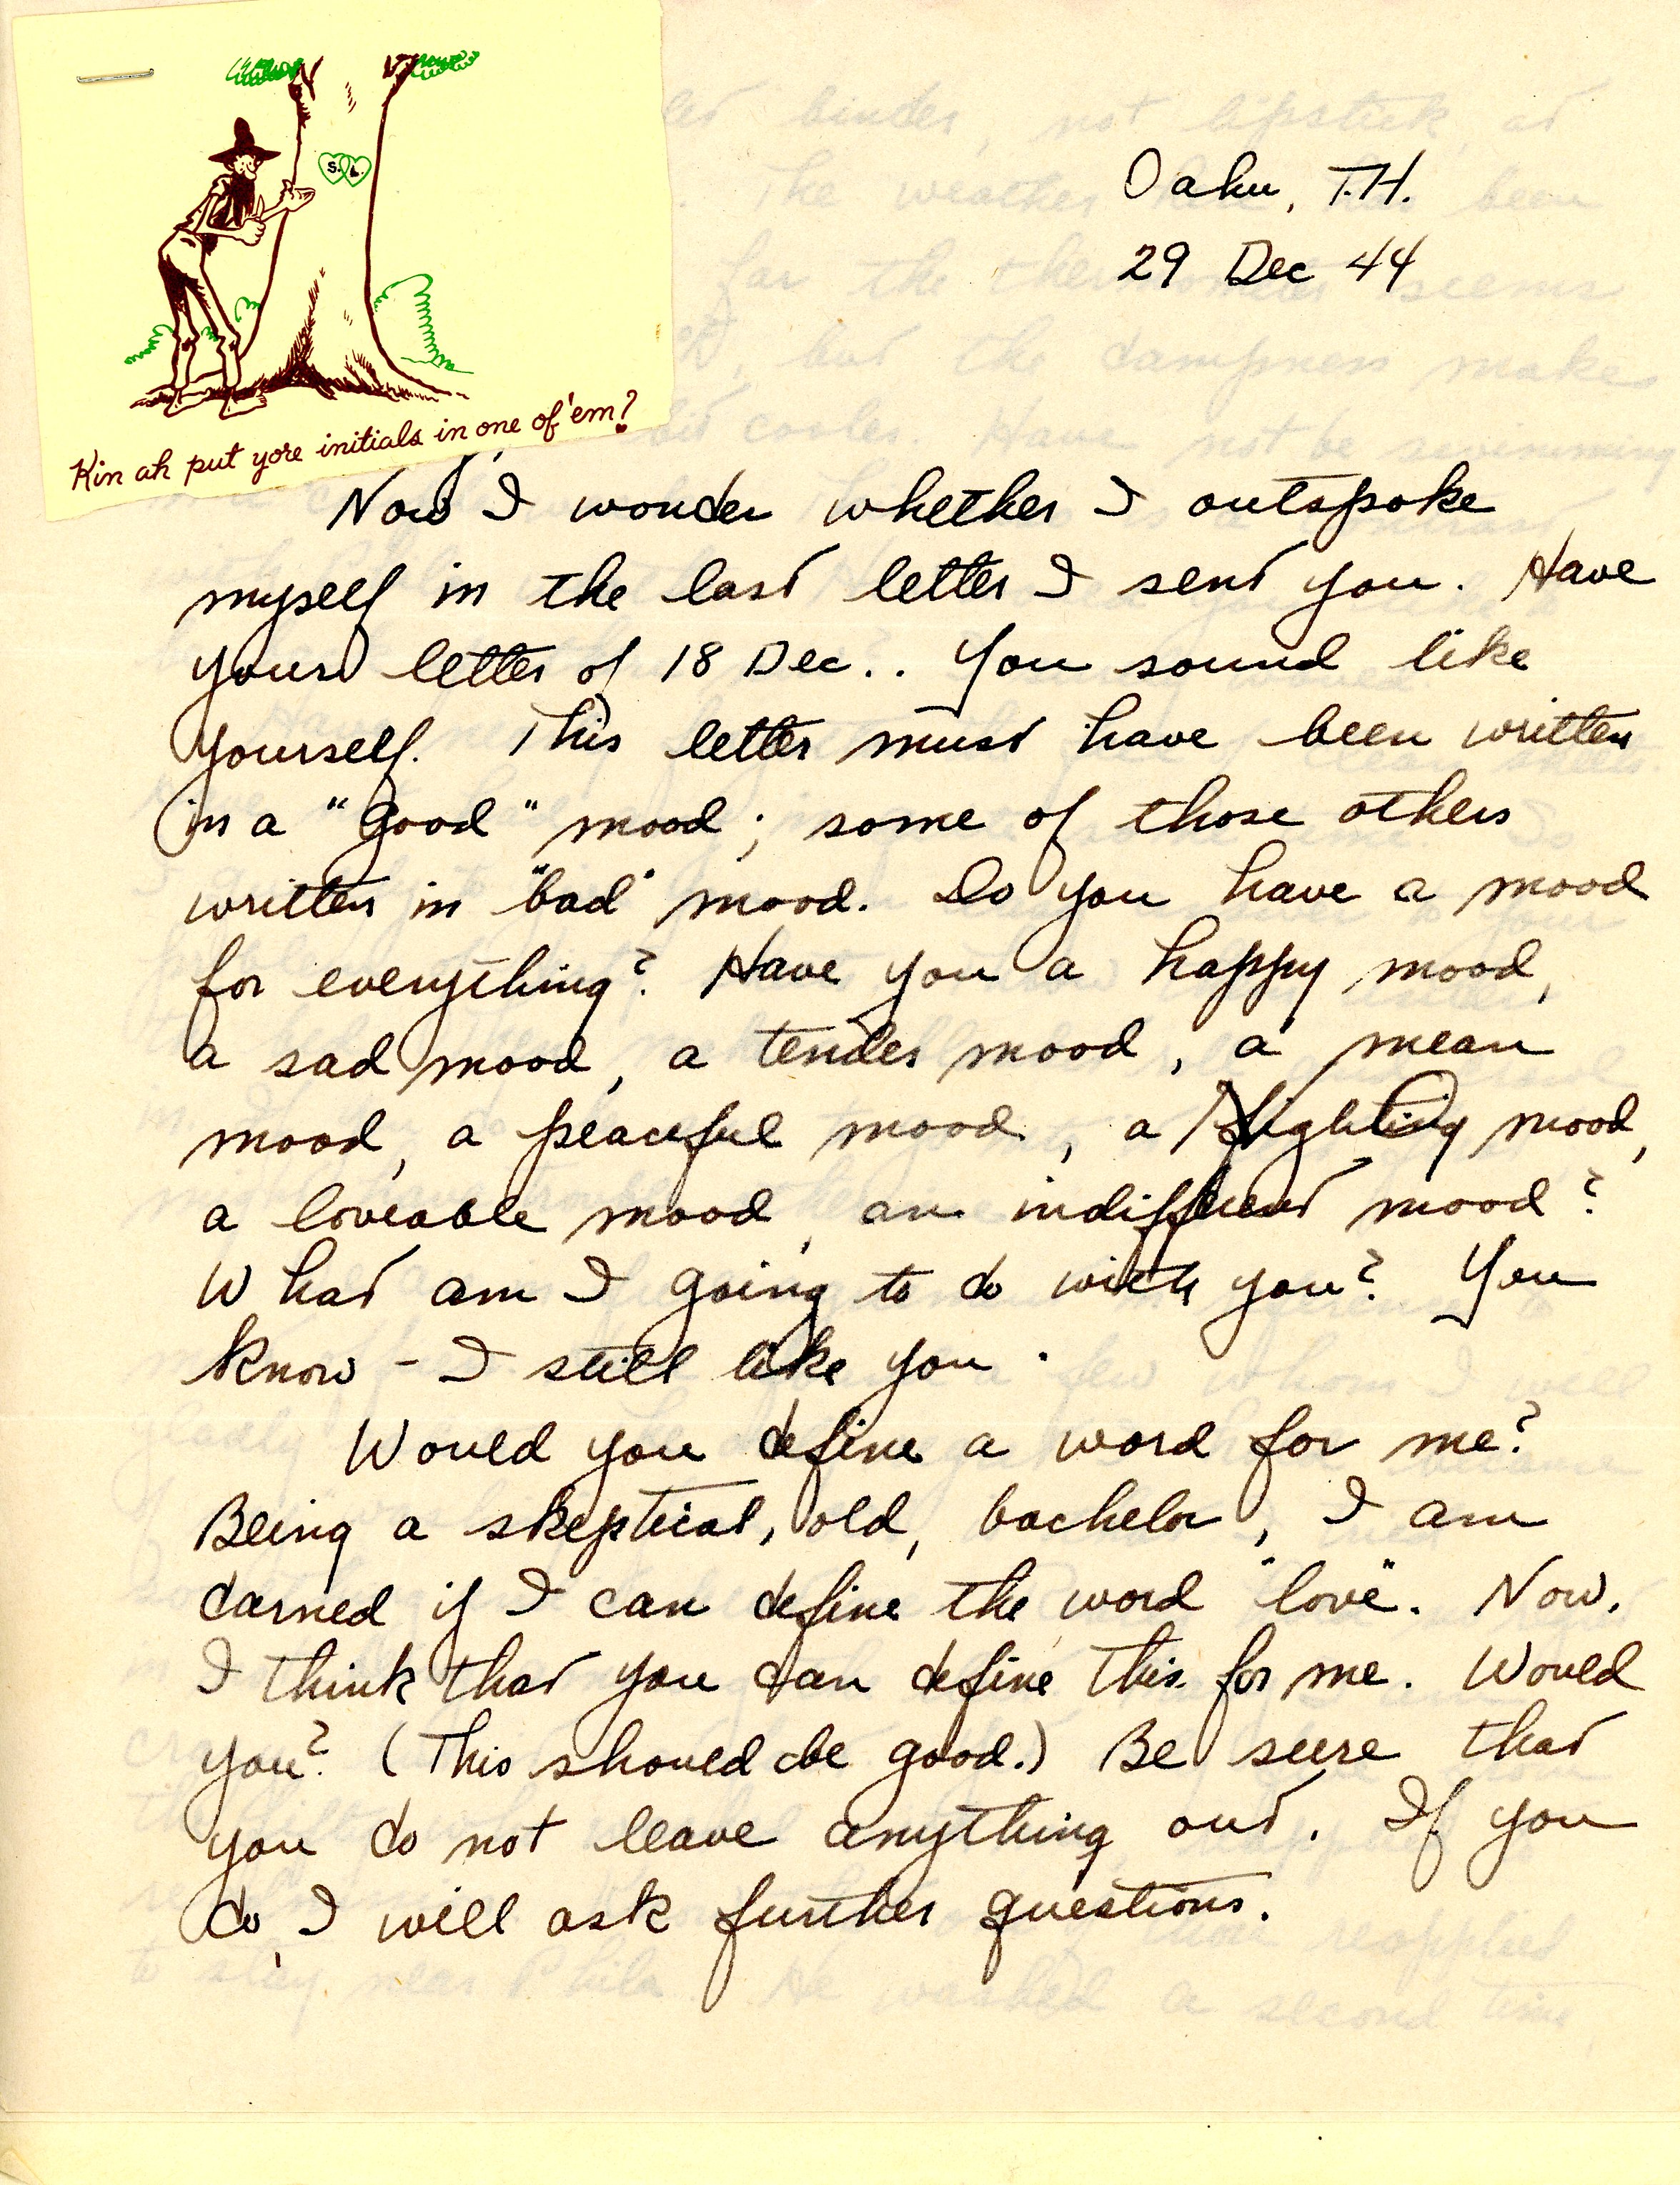 S. L.
Kin ah put yore initials in one of 'em?
Oahu, T.H.
29 Dec 44
Now I wonder whether I outspoke
myself in the last letter I sent you. Have
your letter of 18 Dec.. You sound like
yourself. This letter must have been written
in a "good" mood; some of those others
written in "bad" mood. Do you have a mood
for everything? Have you a happy mood,
a sad mood, a tender mood, a mean
mood, a peaceful mood, a fighting mood,
a loveable mood, an indifferent mood?
What am I going to do with you? You
know - I still like you.
Would you define a word for me?
Being a skeptical, old, bachelor, I am
darned if I can define the word "love". Now,
I think that you can define this for me. Would
you? (This should be good.) Be sure that
you do not leave anything out. If you
do, I will ask further questions.